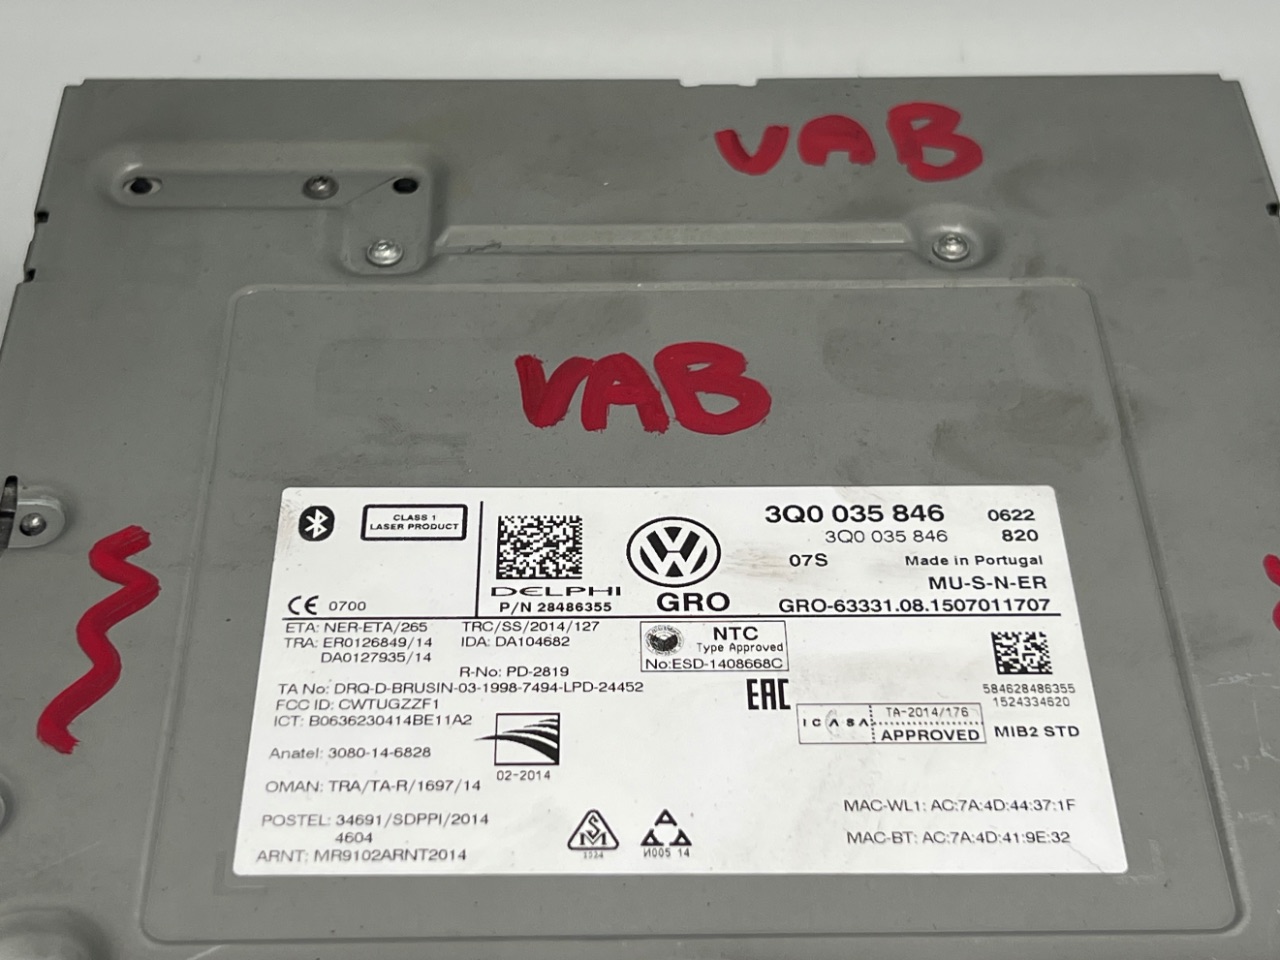 VAB
VAB
CLASS 1
LASER PRODUCT
DELPHI
P/N 28486355
GRO
3Q0 035 846 0622
3Q0 035 846 820
07S Made in Portugal
MU-S-N-ER
GRO-63331.08.1507011707
CE 0700
ETA: NER-ETA/265 TRC/SS/2014/127
TRA: ER0126849/14 IDA: DA104682
DA0127935/14
R-No: PD-2819
TA No: DRQ-D-BRUSIN-03-1998-7494-LPD-24452
FCC ID: CWTUGZZF1
ICT: B0636230414BE11A2
NTC
Type Approved
No:ESD-1408668C
EAC
584628486355
1524334620
ICASA TA-2014/176
APPROVED
MIB2 STD
Anatel: 3080-14-6828
02-2014
OMAN: TRA/TA-R/1697/14
POSTEL: 34691/SDPPI/2014
4604
ARNT: MR9102ARNT2014
И005 14
MAC-WL1: AC:7A:4D:44:37:1F
MAC-BT: AC:7A:4D:41:9E:32